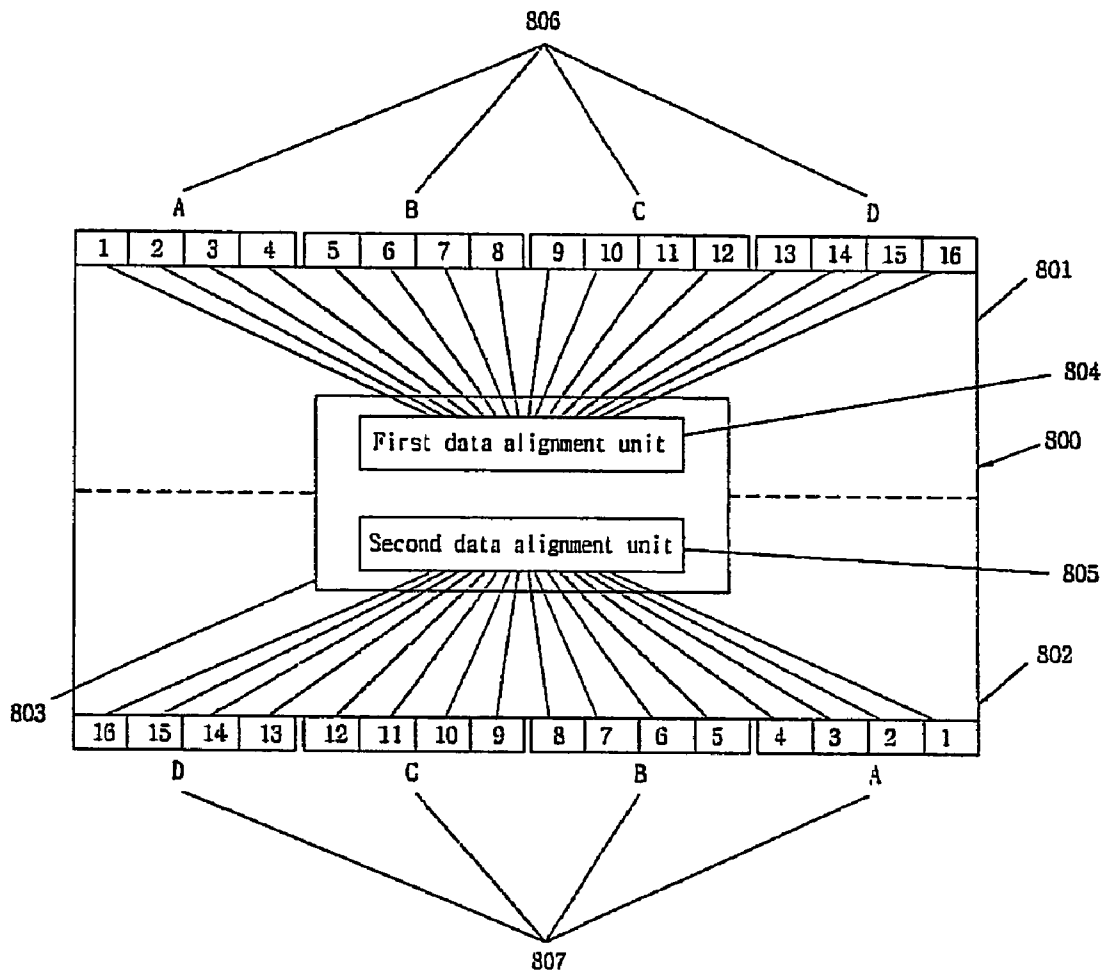 806
A B C D
1 2 3 4 5 6 7 8 9 10 11 12 13 14 15 16
801
804
First data alignment unit
800
Second data alignment unit
805
802
803
16 15 14 13 12 11 10 9 8 7 6 5 4 3 2 1
D C B A
807